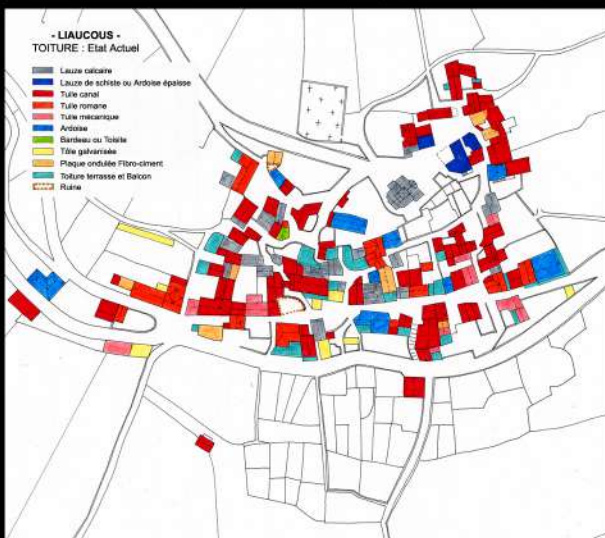 - LIAUCOUS -
TOITURE : Etat Actuel
Lauze calcaire
Lauze de schiste ou Ardoise épaisse
Tuile canal
Tuile romane
Tuile mécanique
Ardoise
Bardeau ou Tolsite
Tôle galvanisée
Plaque ondulée Fibro-ciment
Toiture terrasse et Balcon
Ruine